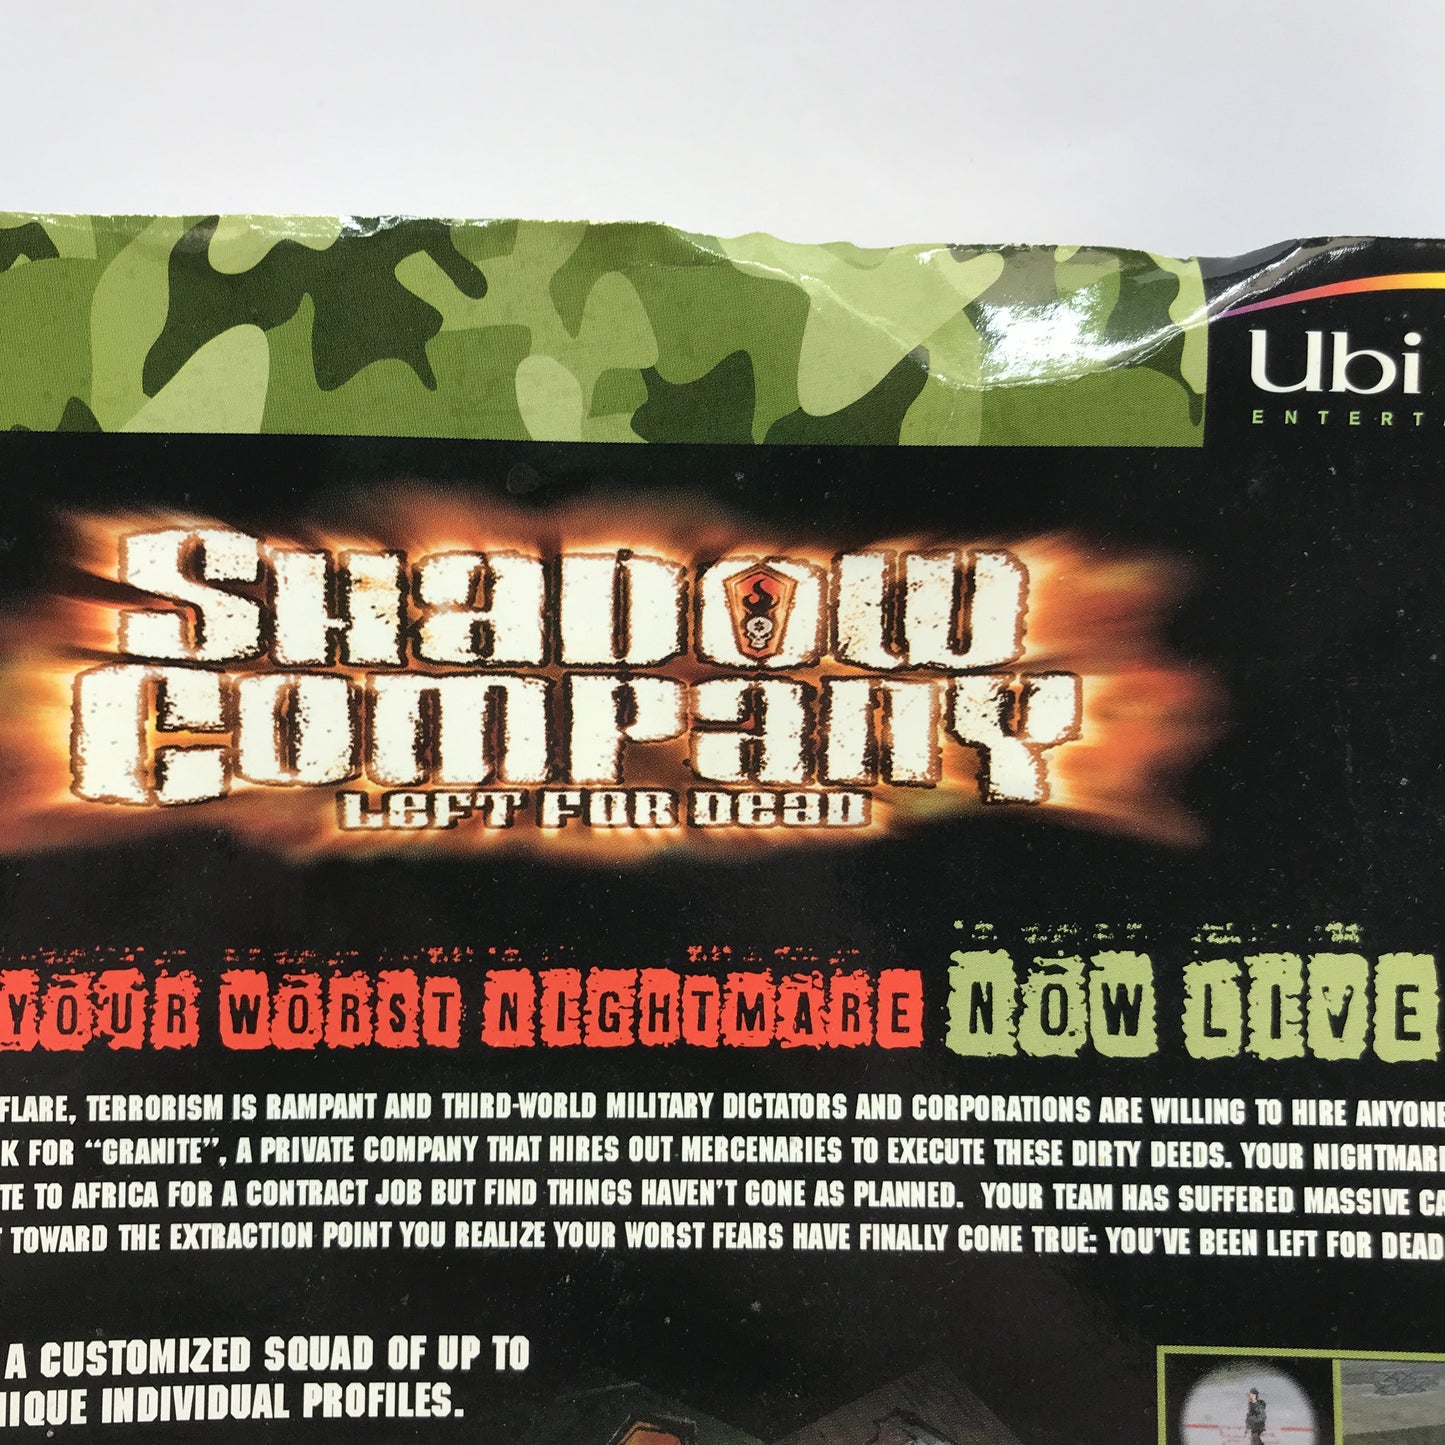 Ubi
ENTERT
SHADOW
COMPANY
LEFT FOR DEAD
YOUR WORST NIGHTMARE NOW LIVE
FLARE, TERRORISM IS RAMPANT AND THIRD-WORLD MILITARY DICTATORS AND CORPORATIONS ARE WILLING TO HIRE ANYONE
K FOR “GRANITE”, A PRIVATE COMPANY THAT HIRES OUT MERCENARIES TO EXECUTE THESE DIRTY DEEDS. YOUR NIGHTMAR
TE TO AFRICA FOR A CONTRACT JOB BUT FIND THINGS HAVEN’T GONE AS PLANNED. YOUR TEAM HAS SUFFERED MASSIVE CA
TOWARD THE EXTRACTION POINT YOU REALIZE YOUR WORST FEARS HAVE FINALLY COME TRUE: YOU’VE BEEN LEFT FOR DEAD
A CUSTOMIZED SQUAD OF UP TO
NIQUE INDIVIDUAL PROFILES.